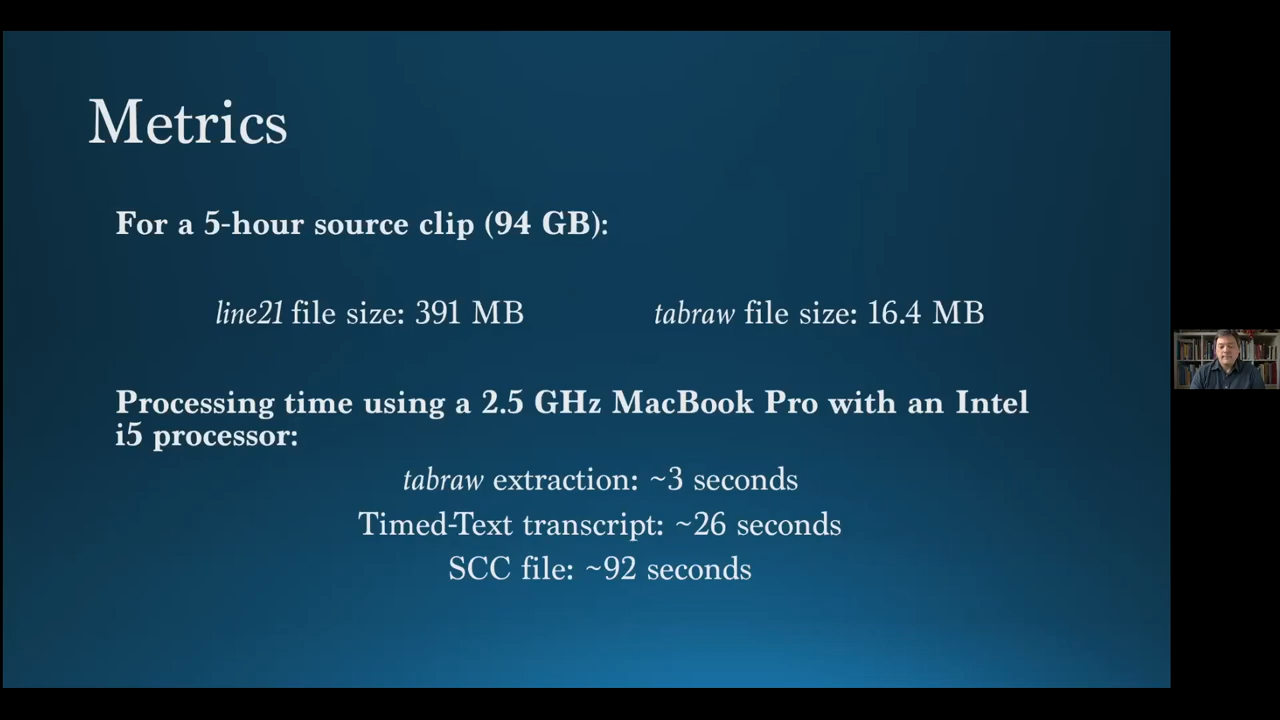 Metrics
For a 5-hour source clip (94 GB):
line21 file size: 391 MB
tabraw file size: 16.4 MB
Processing time using a 2.5 GHz MacBook Pro with an Intel
i5 processor:
tabraw extraction: ~3 seconds
Timed-Text transcript: ~26 seconds
SCC file: ~92 seconds